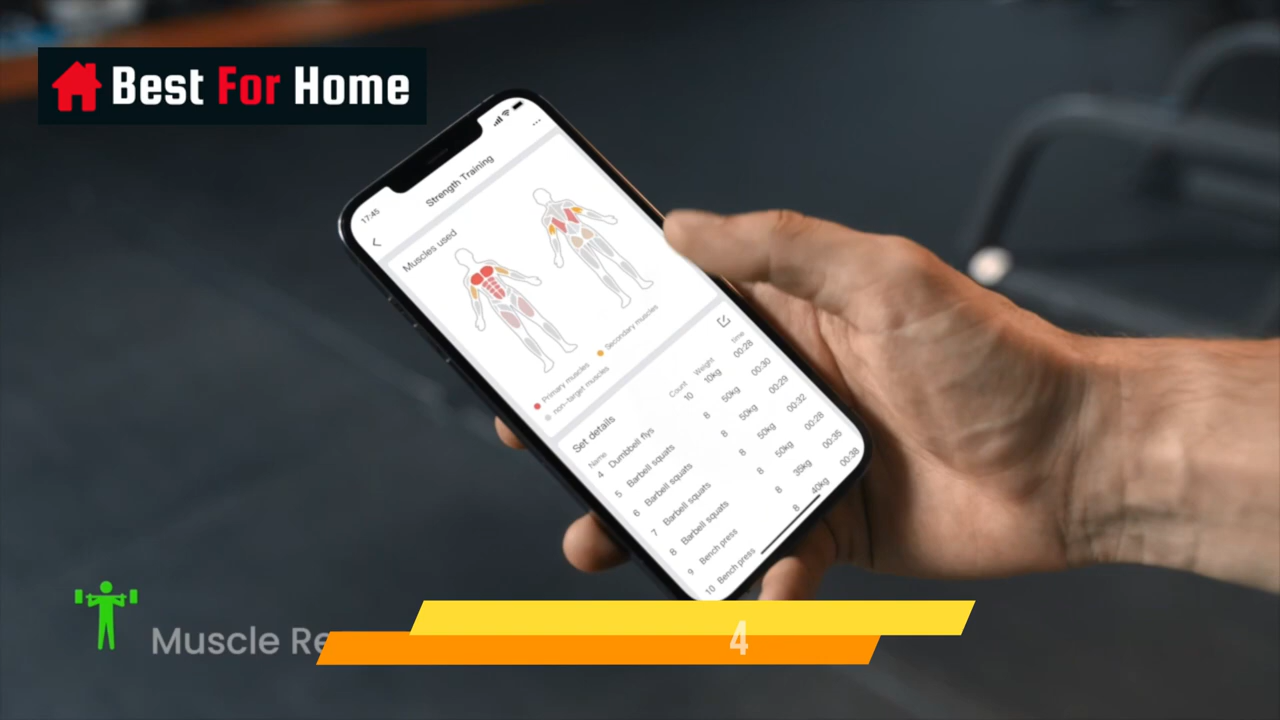 Best For Home
17:45
Strength Training
Muscles used
Primary muscles
Secondary muscles
non-target muscles
Set details
Name Count Weight time
4 Dumbbell flys 10 10kg 00:28
5 Barbell squats 8 50kg 00:30
6 Barbell squats 8 50kg 00:29
7 Barbell squats 8 50kg 00:32
8 Barbell squats 8 50kg 00:28
9 Bench press 8 35kg 00:35
10 Bench press 8 40kg 00:38
Muscle Re
4